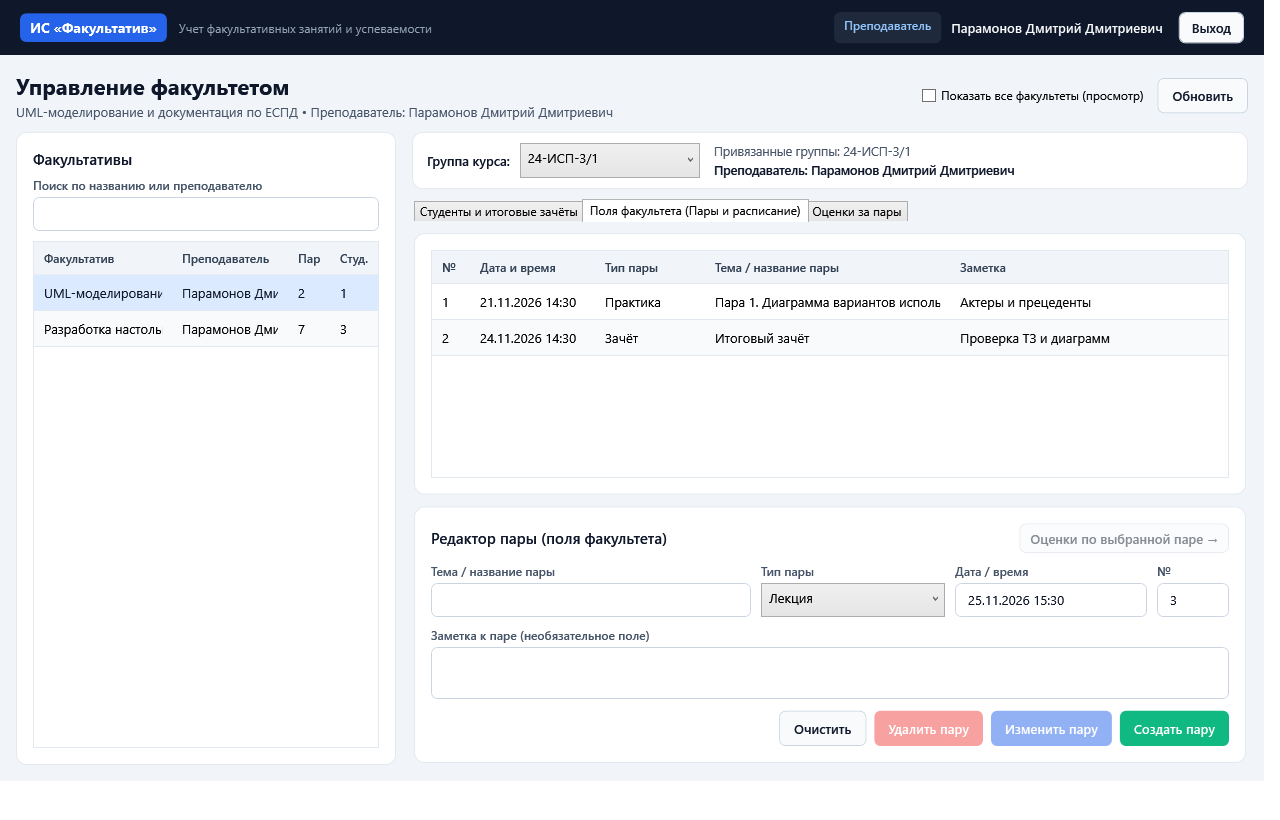 ИС «Факультатив» Учет факультативных занятий и успеваемости Преподаватель Парамонов Дмитрий Дмитриевич Выход
Управление факультетом
UML-моделирование и документация по ЕСПД • Преподаватель: Парамонов Дмитрий Дмитриевич
Показать все факультеты (просмотр) Обновить
Факультативы
Поиск по названию или преподавателю
Факультатив Преподаватель Пар Студ.
UML-моделировани Парамонов Дми 2 1
Разработка настоль Парамонов Дми 7 3
Группа курса: 24-ИСП-3/1
Привязанные группы: 24-ИСП-3/1
Преподаватель: Парамонов Дмитрий Дмитриевич
Студенты и итоговые зачёты Поля факультета (Пары и расписание) Оценки за пары
№ Дата и время Тип пары Тема / название пары Заметка
1 21.11.2026 14:30 Практика Пара 1. Диаграмма вариантов исполь Актеры и прецеденты
2 24.11.2026 14:30 Зачёт Итоговый зачёт Проверка ТЗ и диаграмм
Редактор пары (поля факультета) Оценки по выбранной паре →
Тема / название пары Тип пары Дата / время №
Лекция 25.11.2026 15:30 3
Заметка к паре (необязательное поле)
Очистить Удалить пару Изменить пару Создать пару